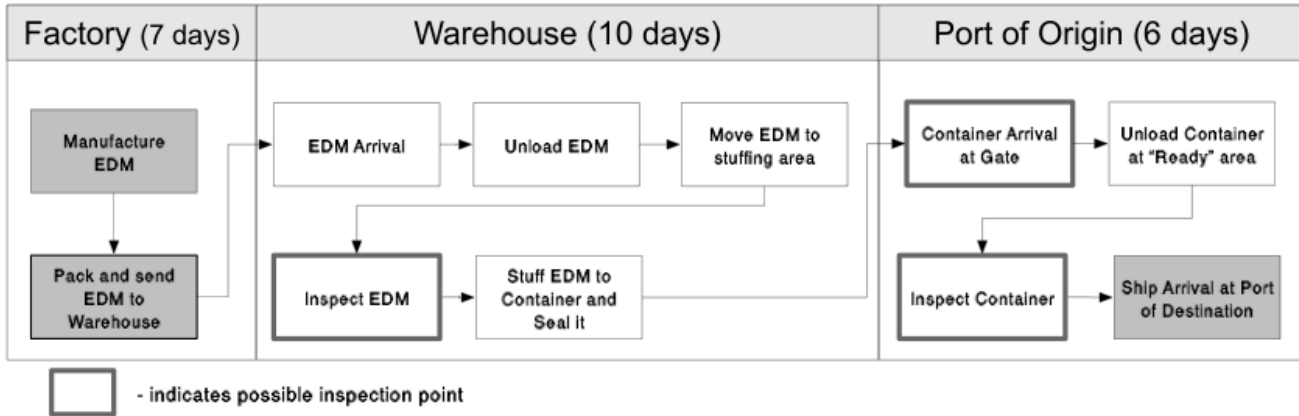 Factory (7 days)
Warehouse (10 days)
Port of Origin (6 days)
Manufacture
EDM
Pack and send
EDM to
Warehouse
EDM Arrival
Unload EDM
Move EDM to
stuffing area
Inspect EDM
Stuff EDM to
Container and
Seal it
Container Arrival
at Gate
Unload Container
at "Ready" area
Inspect Container
Ship Arrival at Port
of Destination
- indicates possible inspection point